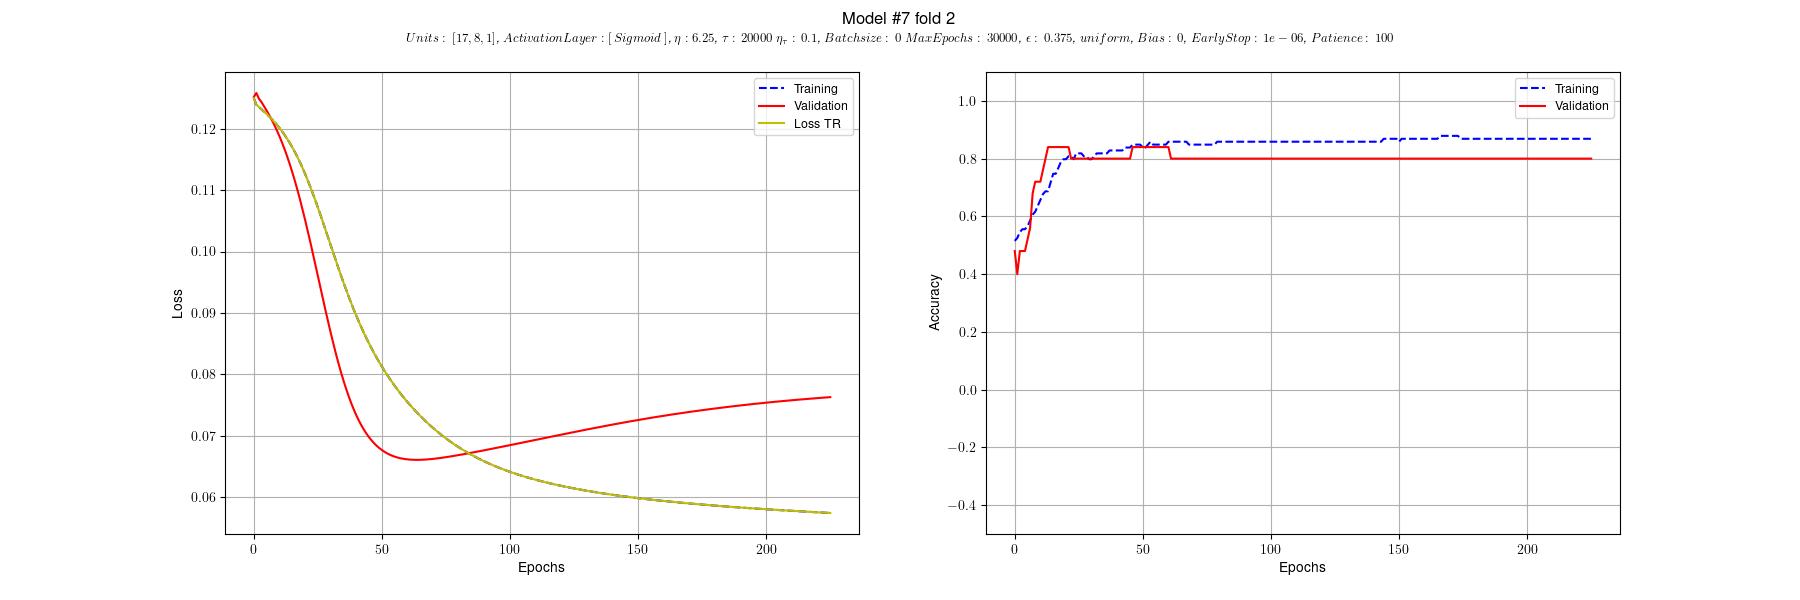 Model #7 fold 2
Units : [17, 8, 1], ActivationLayer : [ Sigmoid ], η : 6.25, τ : 20000 ητ : 0.1, Batchsize : 0 MaxEpochs : 30000, ϵ : 0.375, uniform, Bias : 0, EarlyStop : 1e − 06, Patience : 100
Training
Validation
Loss TR
0.12
0.11
0.10
0.09
0.08
0.07
0.06
Loss
0 50 100 150 200
Epochs
Training
Validation
1.0
0.8
0.6
0.4
0.2
0.0
−0.2
−0.4
Accuracy
0 50 100 150 200
Epochs